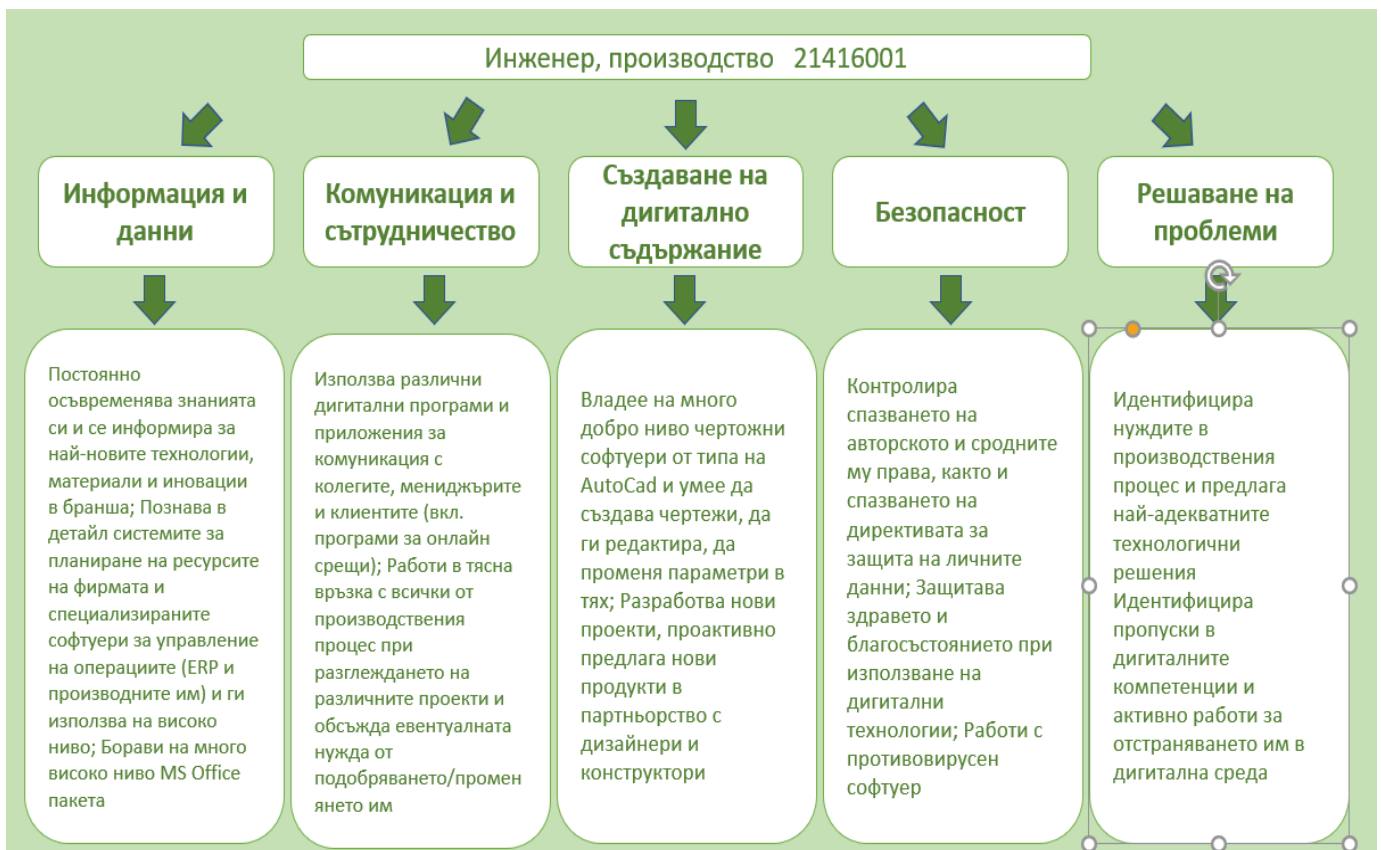 Инженер, производство 21416001
Информация и
данни
Комуникация и
сътрудничество
Създаване на
дигитално
съдържание
Безопасност
Решаване на
проблеми
Постоянно
осъвременява знанията
си и се информира за
най-новите технологии,
материали и иновации
в бранша; Познава в
детайл системите за
планиране на ресурсите
на фирмата и
специализираните
софтуери за управление
на операциите (ERP и
производните им) и ги
използва на високо
ниво; Борави на много
високо ниво MS Office
пакета
Използва различни
дигитални програми и
приложения за
комуникация с
колегите, мениджърите
и клиентите (вкл.
програми за онлайн
срещи); Работи в тясна
връзка с всички от
производствения
процес при
разглеждането на
различните проекти и
обсъжда евентуалната
нужда от
подобряването/промен
янето им
Владее на много
добро ниво чертожни
софтуери от типа на
AutoCad и умее да
създава чертежи, да
ги редактира, да
променя параметри в
тях; Разработва нови
проекти, проактивно
предлага нови
продукти в
партньорство с
дизайнери и
конструктори
Контролира
спазването на
авторското и сродните
му права, както и
спазването на
директивата за
защита на личните
данни; Защитава
здравето и
благосъстоянието при
използване на
дигитални
технологии; Работи с
противовирусен
софтуер
Идентифицира
нуждите в
производствения
процес и предлага
най-адекватните
технологични
решения
Идентифицира
пропуски в
дигиталните
компетенции и
активно работи за
отстраняването им в
дигитална среда